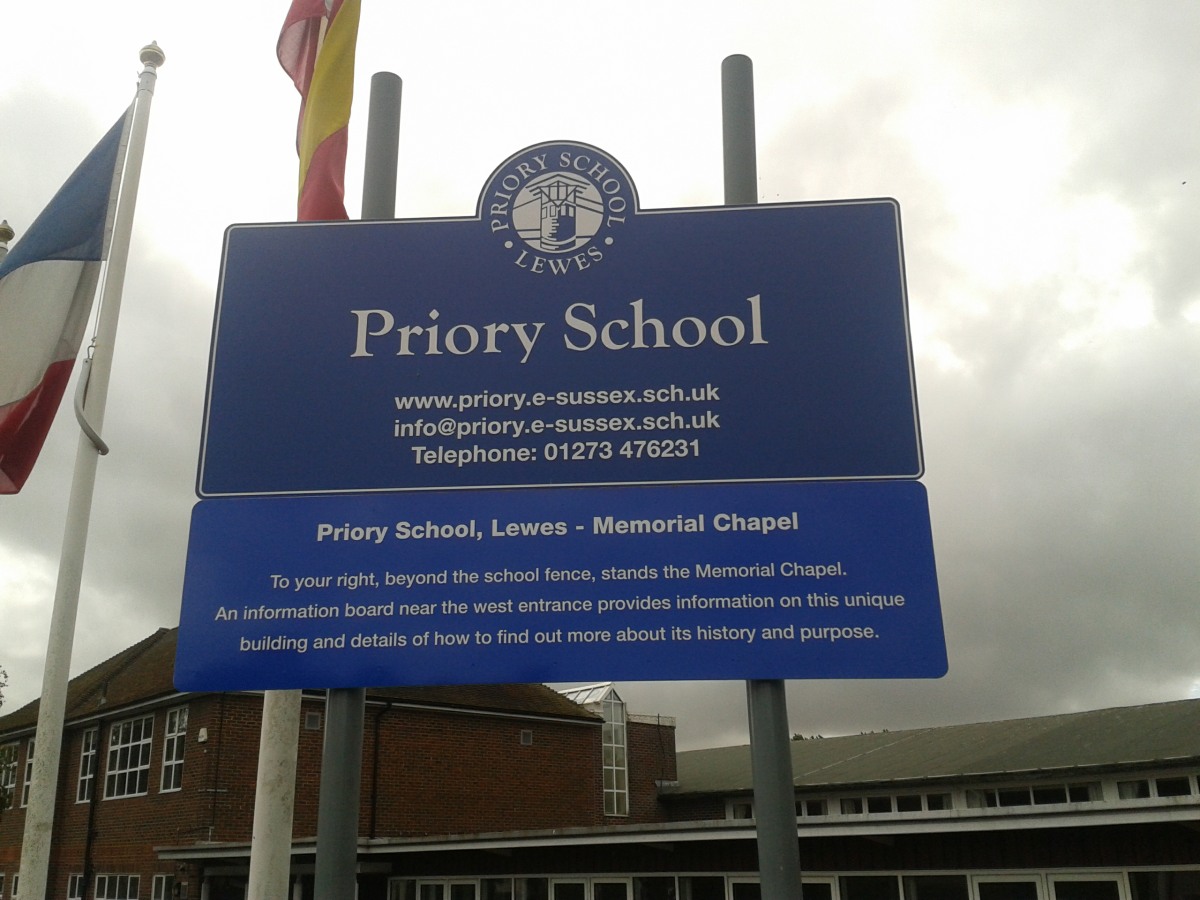 PRIORY SCHOOL
• LEWES •
Priory School
www.priory.e-sussex.sch.uk
info@priory.e-sussex.sch.uk
Telephone: 01273 476231
Priory School, Lewes - Memorial Chapel
To your right, beyond the school fence, stands the Memorial Chapel.
An information board near the west entrance provides information on this unique
building and details of how to find out more about its history and purpose.